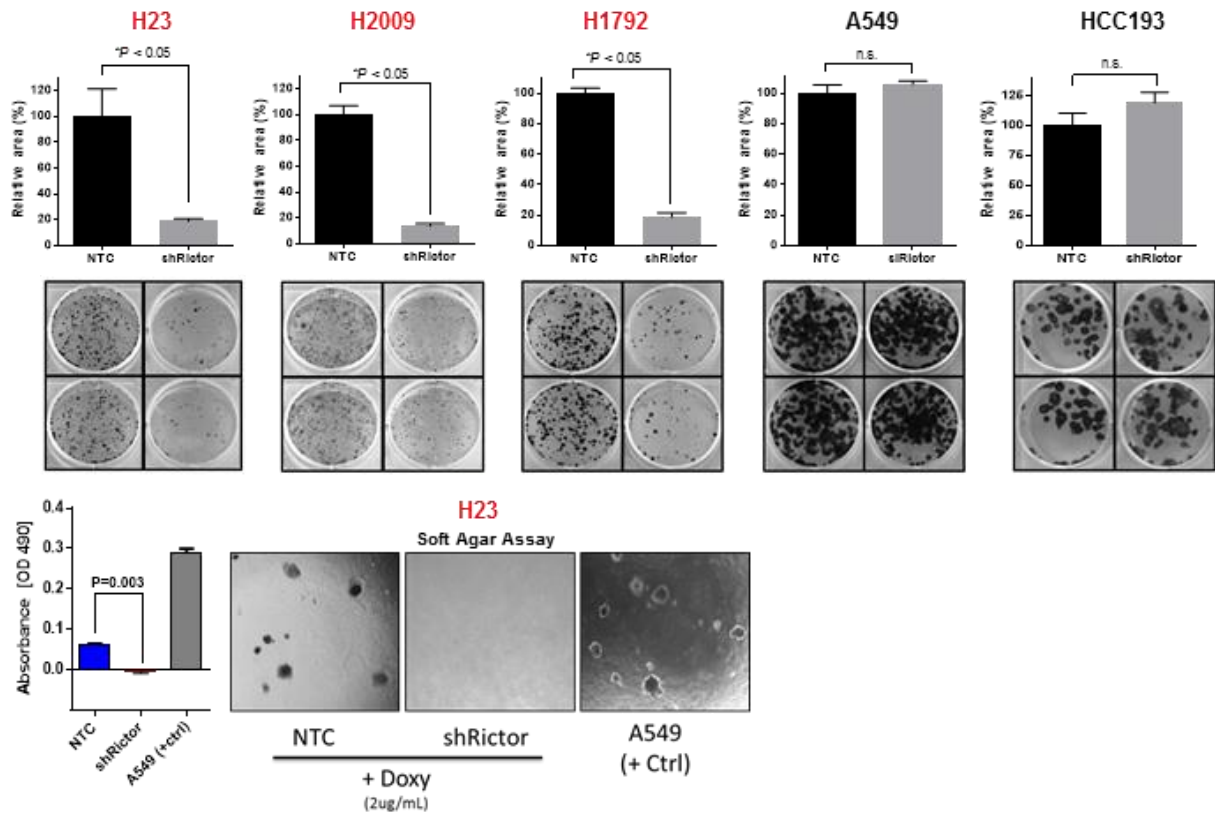 H23
*P < 0.05
Relative area (%)
120
100
80
60
40
20
0
NTC
shRictor
H2009
*P < 0.05
Relative area (%)
120
100
80
60
40
20
0
NTC
shRictor
H1792
*P < 0.05
Relative area (%)
100
80
60
40
20
0
NTC
shRictor
A549
n.s.
Relative area (%)
100
80
60
40
20
0
NTC
siRictor
HCC193
n.s.
Relative area (%)
126
100
75
50
26
0
NTC
shRictor
Absorbance [OD 490]
0.4
0.3
0.2
0.1
0.0
P=0.003
NTC
shRictor
A549 (+ctrl)
H23
Soft Agar Assay
NTC
shRictor
A549
(+ Ctrl)
+ Doxy
(2ug/mL)